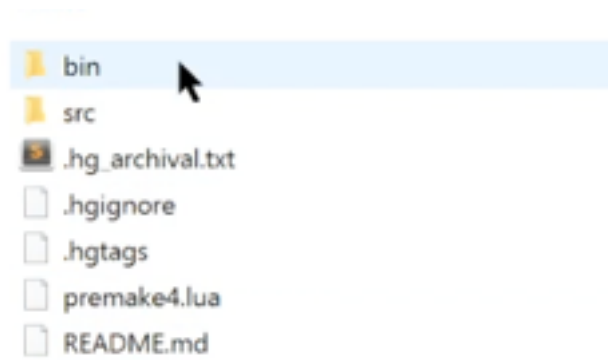 bin
src
.hg_archival.txt
.hgignore
.hgtags
premake4.lua
README.md